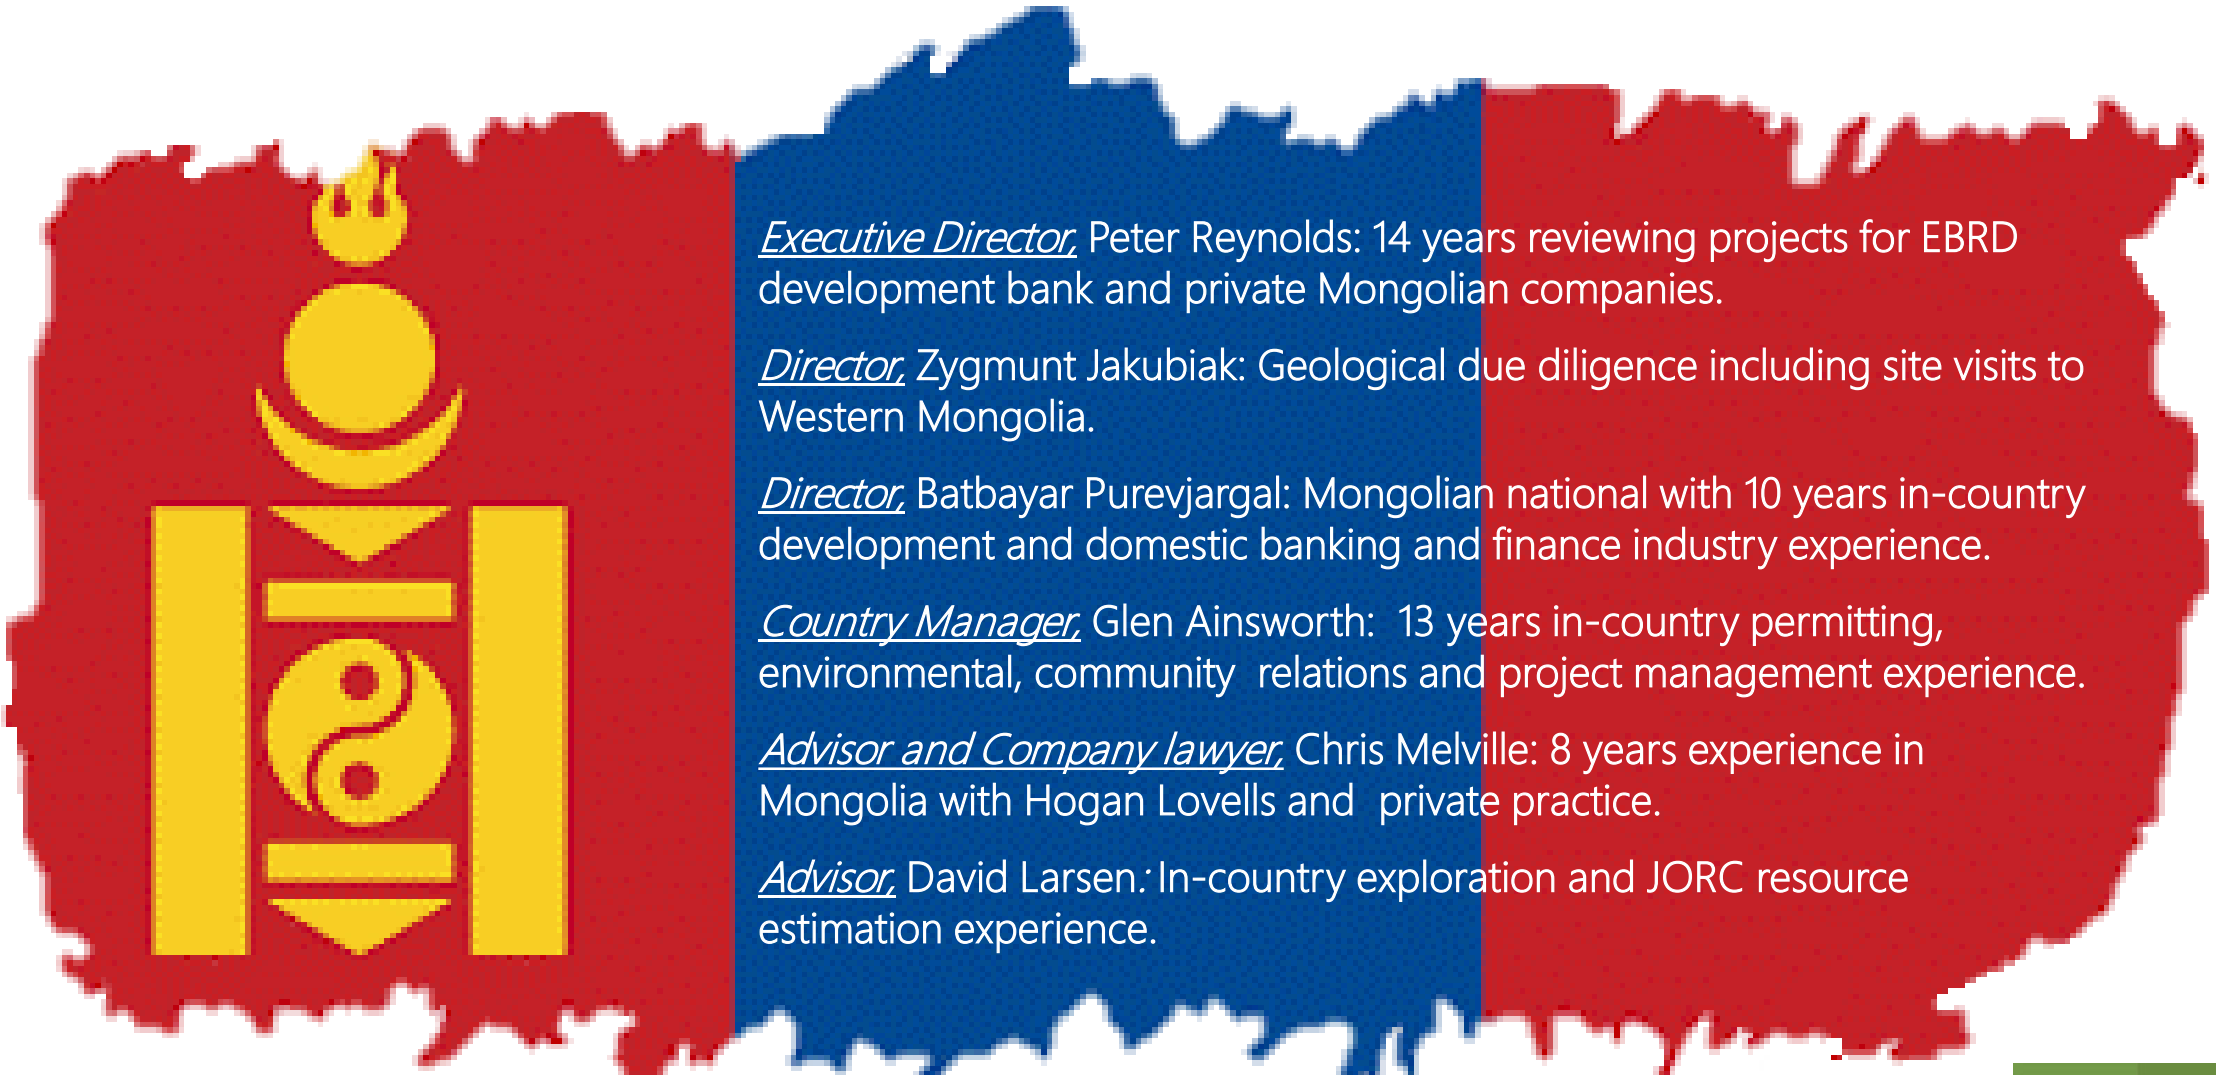 Executive Director, Peter Reynolds: 14 years reviewing projects for EBRD
development bank and private Mongolian companies.
Director, Zygmunt Jakubiak: Geological due diligence including site visits to
Western Mongolia.
Director, Batbayar Purevjargal: Mongolian national with 10 years in-country
development and domestic banking and finance industry experience.
Country Manager, Glen Ainsworth:  13 years in-country permitting,
environmental, community  relations and project management experience.
Advisor and Company lawyer, Chris Melville: 8 years experience in
Mongolia with Hogan Lovells and  private practice.
Advisor, David Larsen: In-country exploration and JORC resource
estimation experience.